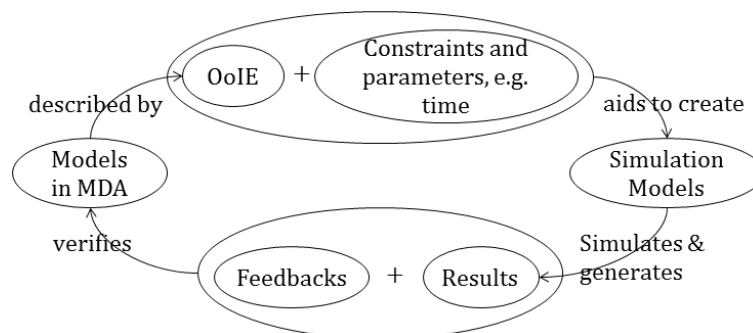 OoIE
+
Constraints and
parameters, e.g.
time
described by
aids to create
Models
in MDA
Simulation
Models
verifies
Simulates &
generates
Feedbacks
+
Results